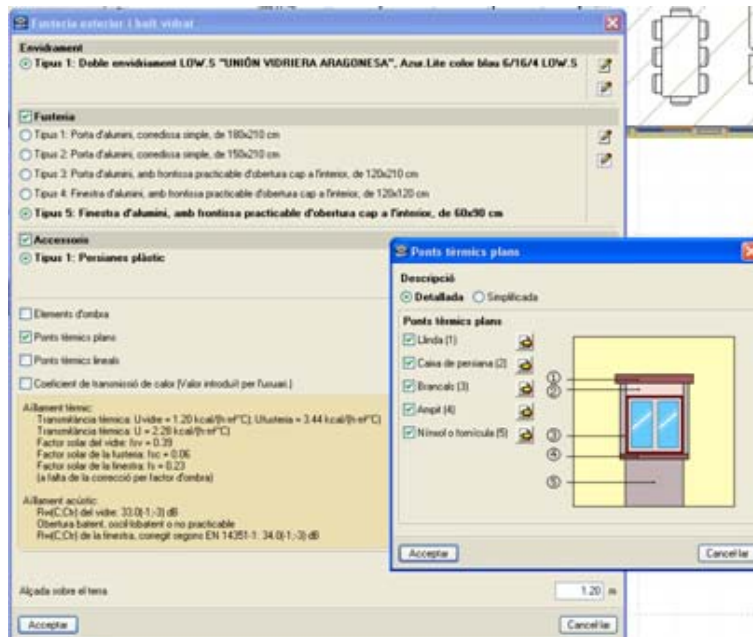 Fusteria exterior i balt vidrat
Envidrament
Tipus 1: Doble envidriament LOW.S "UNIÓN VIDRIERA ARAGONESA", Azur.Lite color blau 6/16/4 LOW.S
Fusteria
Tipus 1: Porta d'alumini, corredissa simple, de 180x210 cm
Tipus 2: Porta d'alumini, corredissa simple, de 150x210 cm
Tipus 3: Porta d'alumini, amb frontissa practicable d'obertura cap a l'interior, de 120x210 cm
Tipus 4: Finestra d'alumini, amb frontissa practicable d'obertura cap a l'interior, de 120x120 cm
Tipus 5: Finestra d'alumini, amb frontissa practicable d'obertura cap a l'interior, de 60x90 cm
Accessoris
Tipus 1: Persianes plàstic
Elements d'ombra
Ponts tèrmics plans
Ponts tèrmics lineals
Coeficient de transmissió de calor (Valor introduït per l'usuari.)
Aïllament tèrmic:
Transmitància tèrmica: Uvidre = 1.20 kcal/(h·m²°C); Ufusteria = 3.44 kcal/(h·m²°C)
Transmitància tèrmica: U = 2.28 kcal/(h·m²°C)
Factor solar del vidre: fsv = 0.39
Factor solar de la fusteria: fsc = 0.06
Factor solar de la finestra: fs = 0.23
(a falta de la correcció per factor d'ombra)
Aïllament acústic:
Rw(C;Ctr) del vidre: 33.0(-1;-3) dB
Obertura batent, oscil·lobatent o no practicable
Rw(C;Ctr) de la finestra, corregit segons EN 14351-1: 34.0(-1;-3) dB
Alçada sobre el terra
1.20 m
Acceptar
Cancel·lar
Ponts tèrmics plans
Descripció
Detallada
Simplificada
Ponts tèrmics plans
Llinda (1)
Caixa de persiana (2)
Brancals (3)
Ampit (4)
Nínxol o fornícula (5)
1
2
3
4
5
Acceptar
Cancel·lar